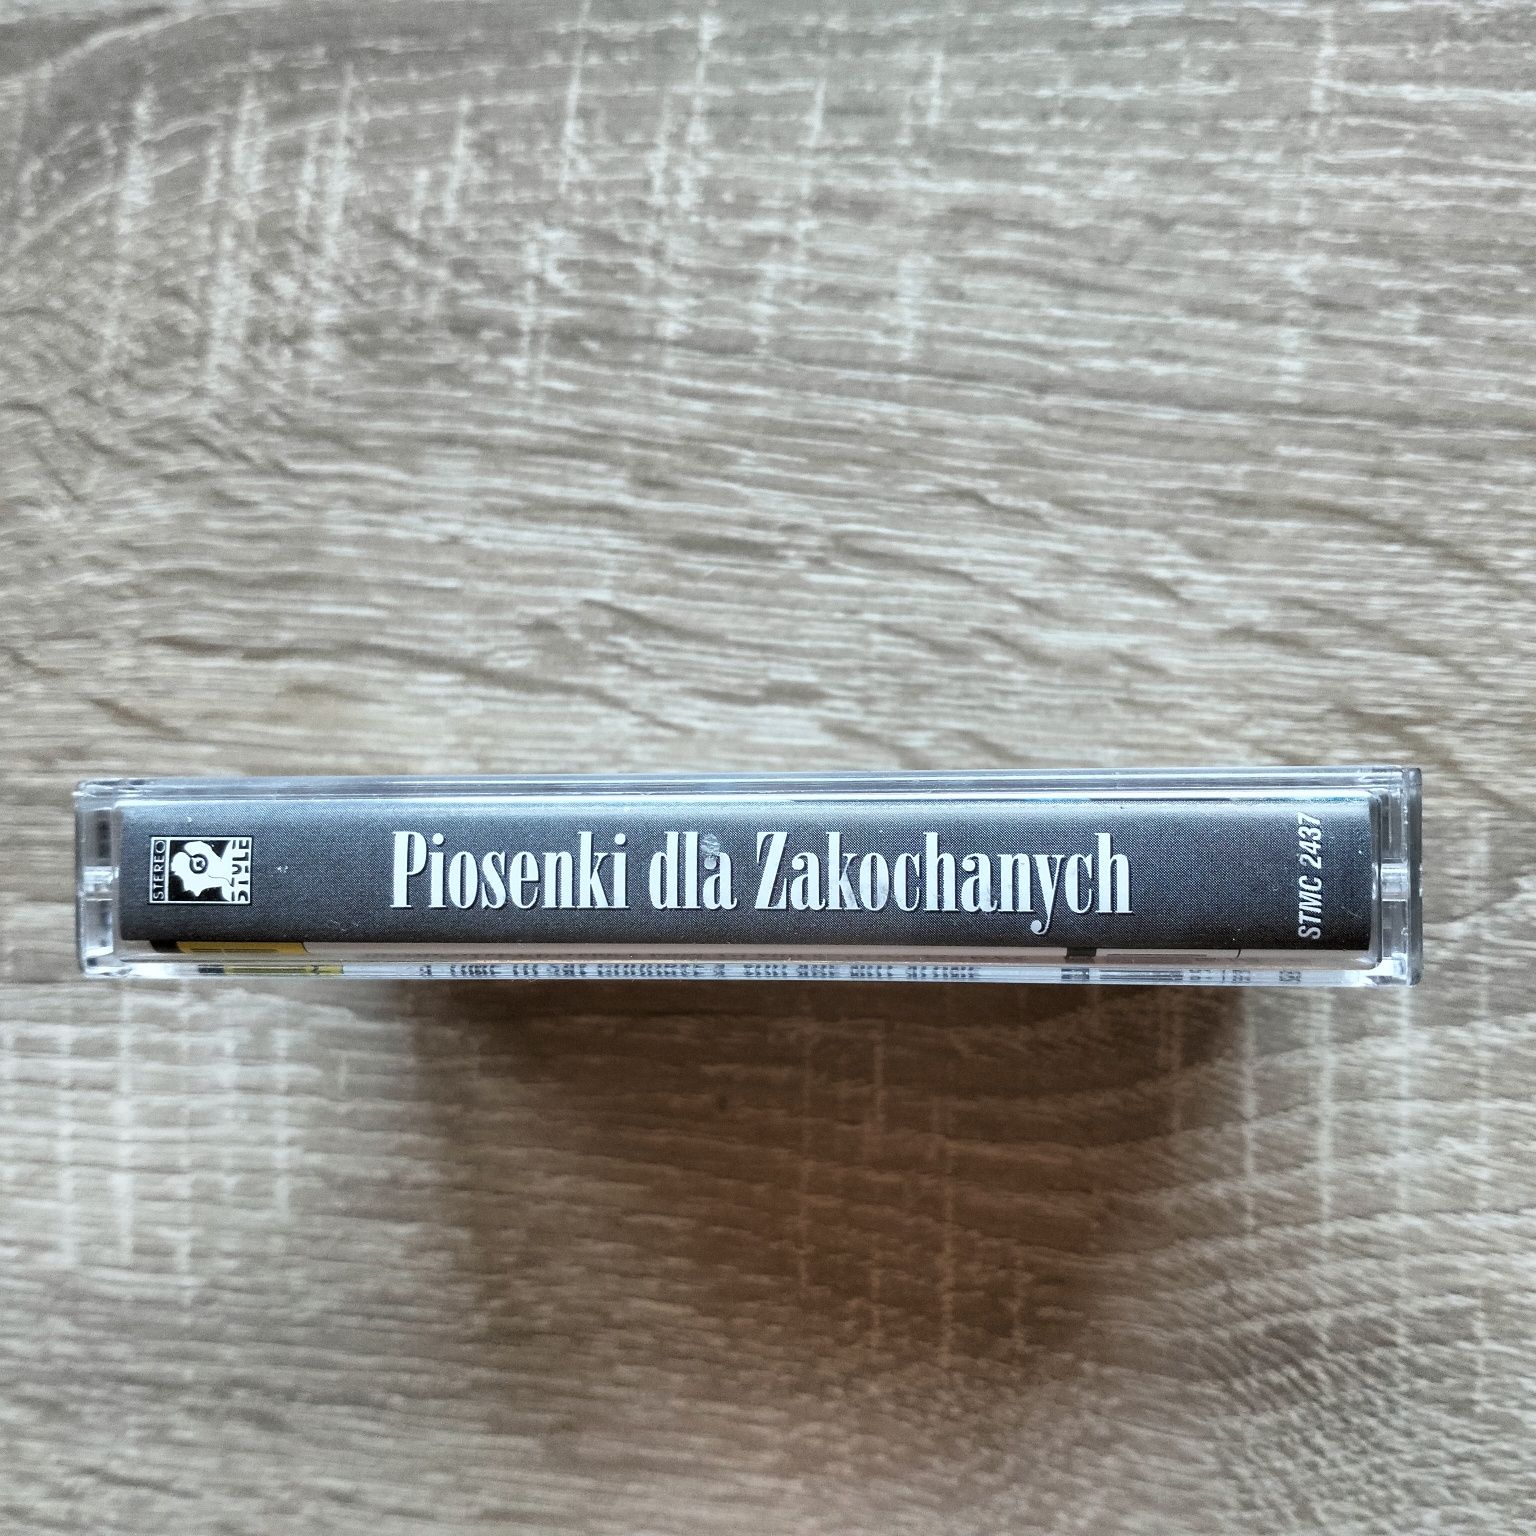 STEREO
STYLE
Piosenki dla Zakochanych
STMC 2437